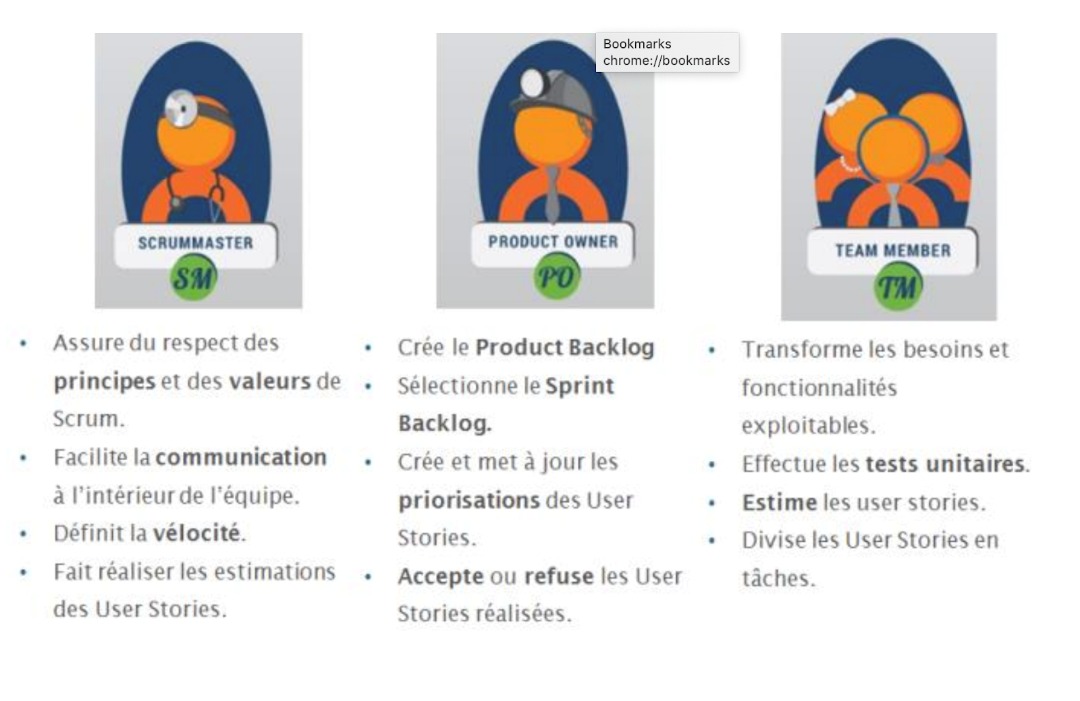 Bookmarks
chrome://bookmarks
SCRUMMASTER
SM
Assure du respect des
principes et des valeurs de
Scrum.
Facilite la communication
à l'intérieur de l'équipe.
Définit la vélocité.
Fait réaliser les estimations
des User Stories.
PRODUCT OWNER
PO
Crée le Product Backlog
Sélectionne le Sprint
Backlog.
Crée et met à jour les
priorisations des User
Stories.
Accepte ou refuse les User
Stories réalisées.
TEAM MEMBER
TM
Transforme les besoins et
fonctionnalités
exploitables.
Effectue les tests unitaires.
Estime les user stories.
Divise les User Stories en
tâches.